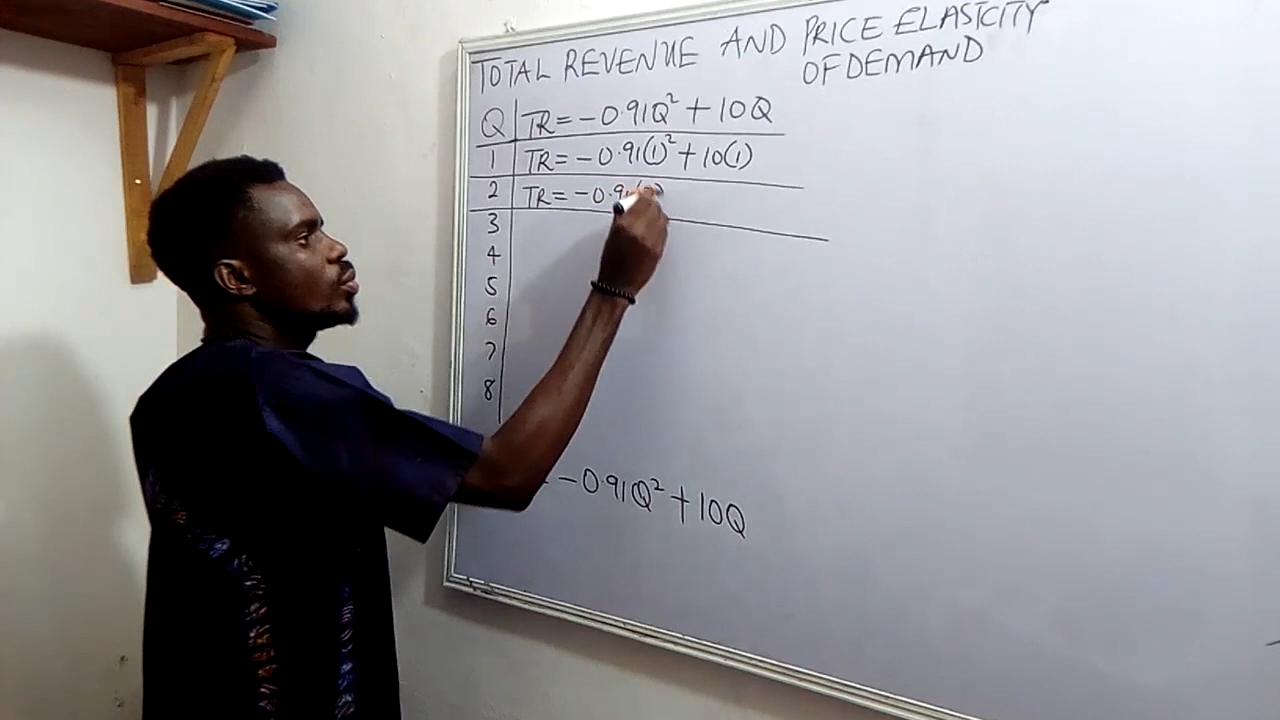 TOTAL REVENUE AND PRICE ELASTCITY
OF DEMAND
Q TR = -0.91Q² + 10Q
1 TR = -0.91(1)² + 10(1)
2 TR = -0.91(
3
4
5
6
7
8
-0.91Q² + 10Q